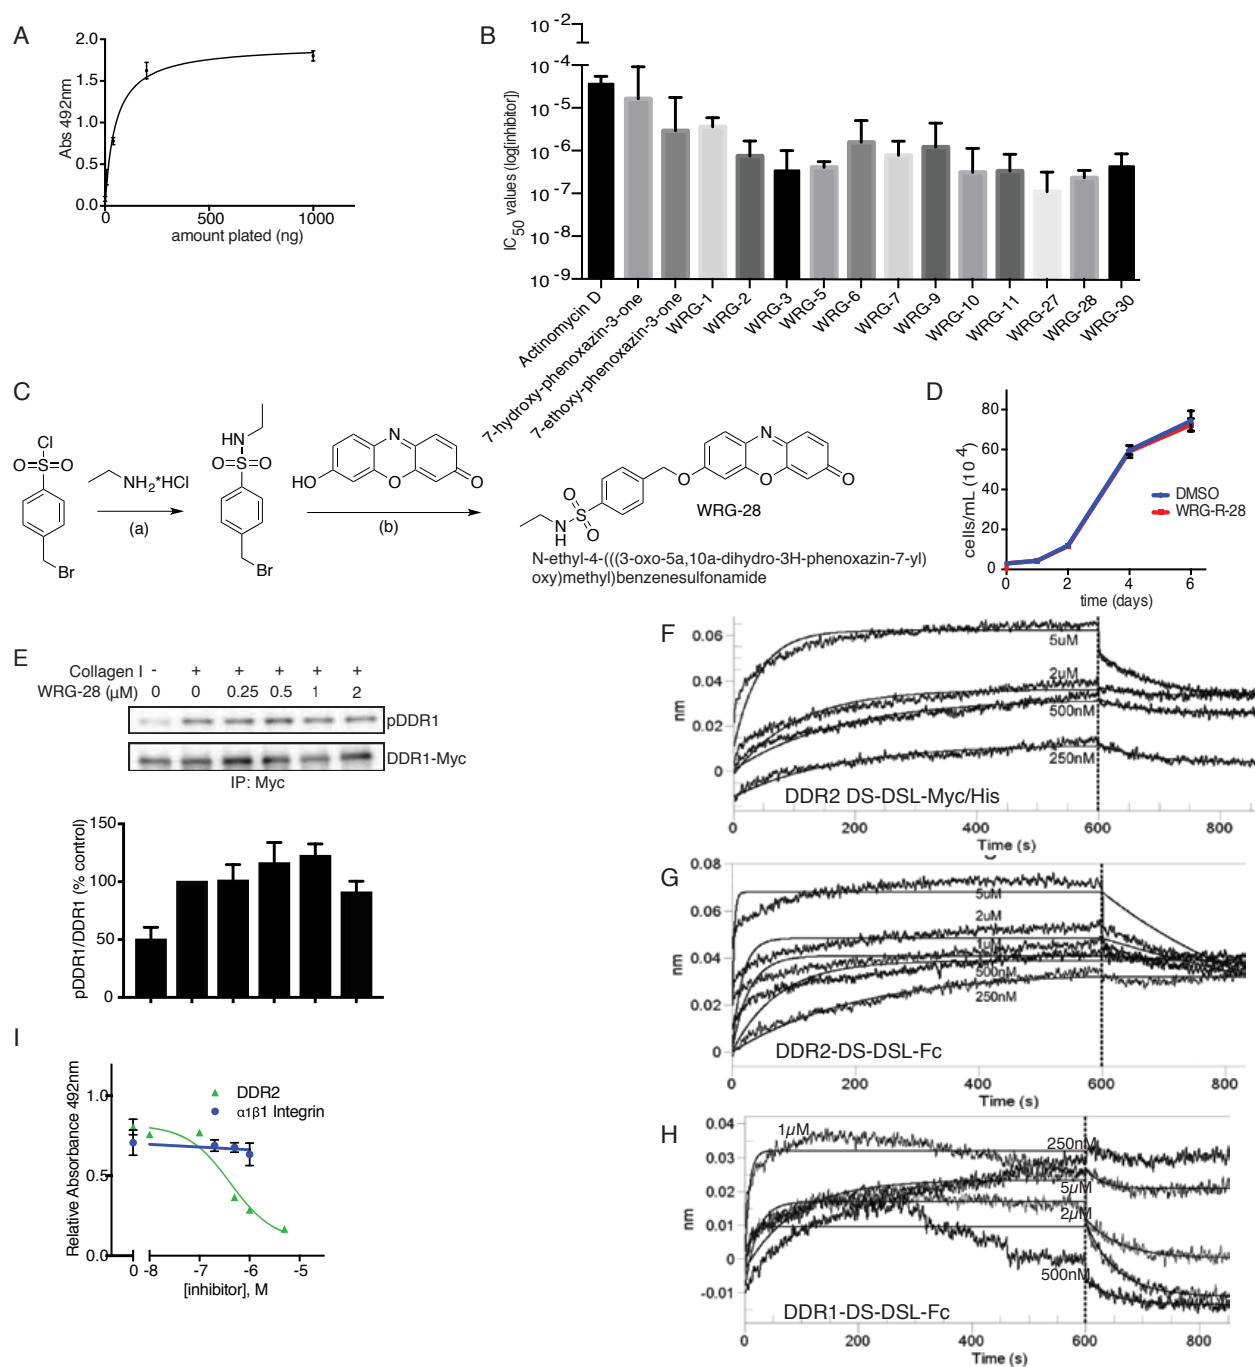 A
2.0
1.5
1.0
0.5
0.0
Abs 492nm
0
500
1000
amount plated (ng)
B
10-2
10-4
10-5
10-6
10-7
10-8
10-9
IC50 values (log[inhibitor])
Actinomycin D
7-hydroxy-phenoxazin-3-one
7-ethoxy-phenoxazin-3-one
WRG-1
WRG-2
WRG-3
WRG-5
WRG-6
WRG-7
WRG-9
WRG-10
WRG-11
WRG-27
WRG-28
WRG-30
C
Cl
O
S
O
Br
NH2*HCl
(a)
HN
O
S
O
Br
HO
N
O
O
(b)
N
O
O
O
O
S
N
H
O
WRG-28
N-ethyl-4-(((3-oxo-5a,10a-dihydro-3H-phenoxazin-7-yl)
oxy)methyl)benzenesulfonamide
D
80
60
40
20
0
cells/mL (10 4)
DMSO
WRG-R-28
0
2
4
6
time (days)
E
Collagen I - + + + + +
WRG-28 (µM) 0 0 0.25 0.5 1 2
pDDR1
DDR1-Myc
IP: Myc
150
100
50
0
pDDR1/DDR1 (% control)
F
0.06
0.04
0.02
0
nm
5uM
2uM
500nM
250nM
DDR2 DS-DSL-Myc/His
0
200
400
600
800
Time (s)
G
0.08
0.06
0.04
0.02
0
nm
5uM
2uM
1uM
500nM
250nM
DDR2-DS-DSL-Fc
0
200
400
600
800
Time (s)
H
0.04
0.03
0.02
0.01
0
-0.01
nm
1µM
250nM
5µM
2µM
500nM
DDR1-DS-DSL-Fc
0
200
400
600
800
Time (s)
I
1.0
0.5
0.0
Relative Absorbance 492nm
DDR2
α1β1 Integrin
0
-8
-7
-6
-5
[inhibitor], M